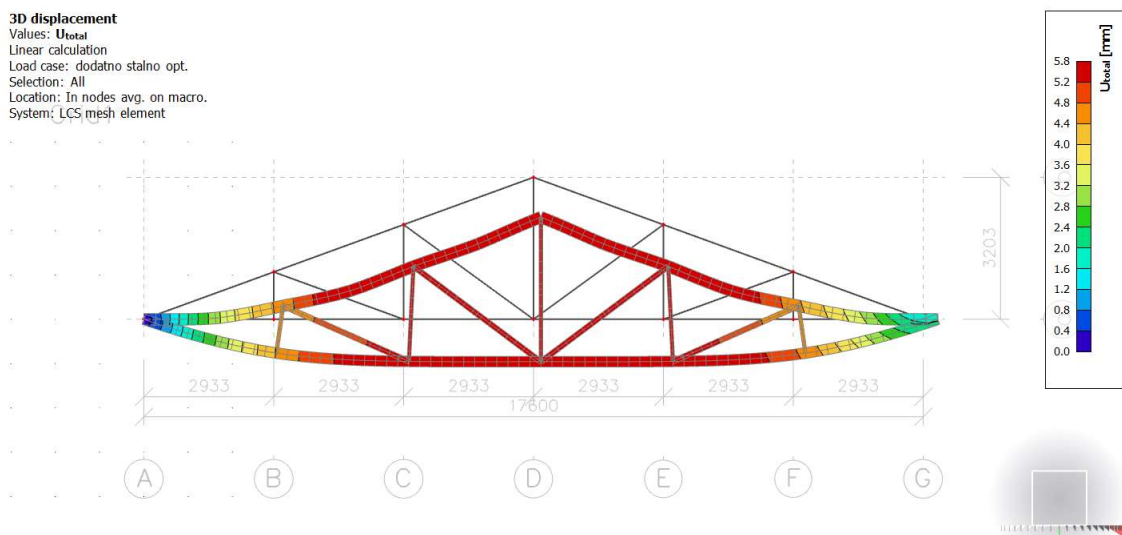 3D displacement
Values: Utotal
Linear calculation
Load case: dodatno stalno opt.
Selection: All
Location: In nodes avg. on macro.
System: LCS mesh element
Utotal [mm]
5.8
5.2
4.8
4.4
4.0
3.6
3.2
2.8
2.4
2.0
1.6
1.2
0.8
0.4
0.0
3203
2933 2933 2933 2933 2933 2933
17600
A B C D E F G